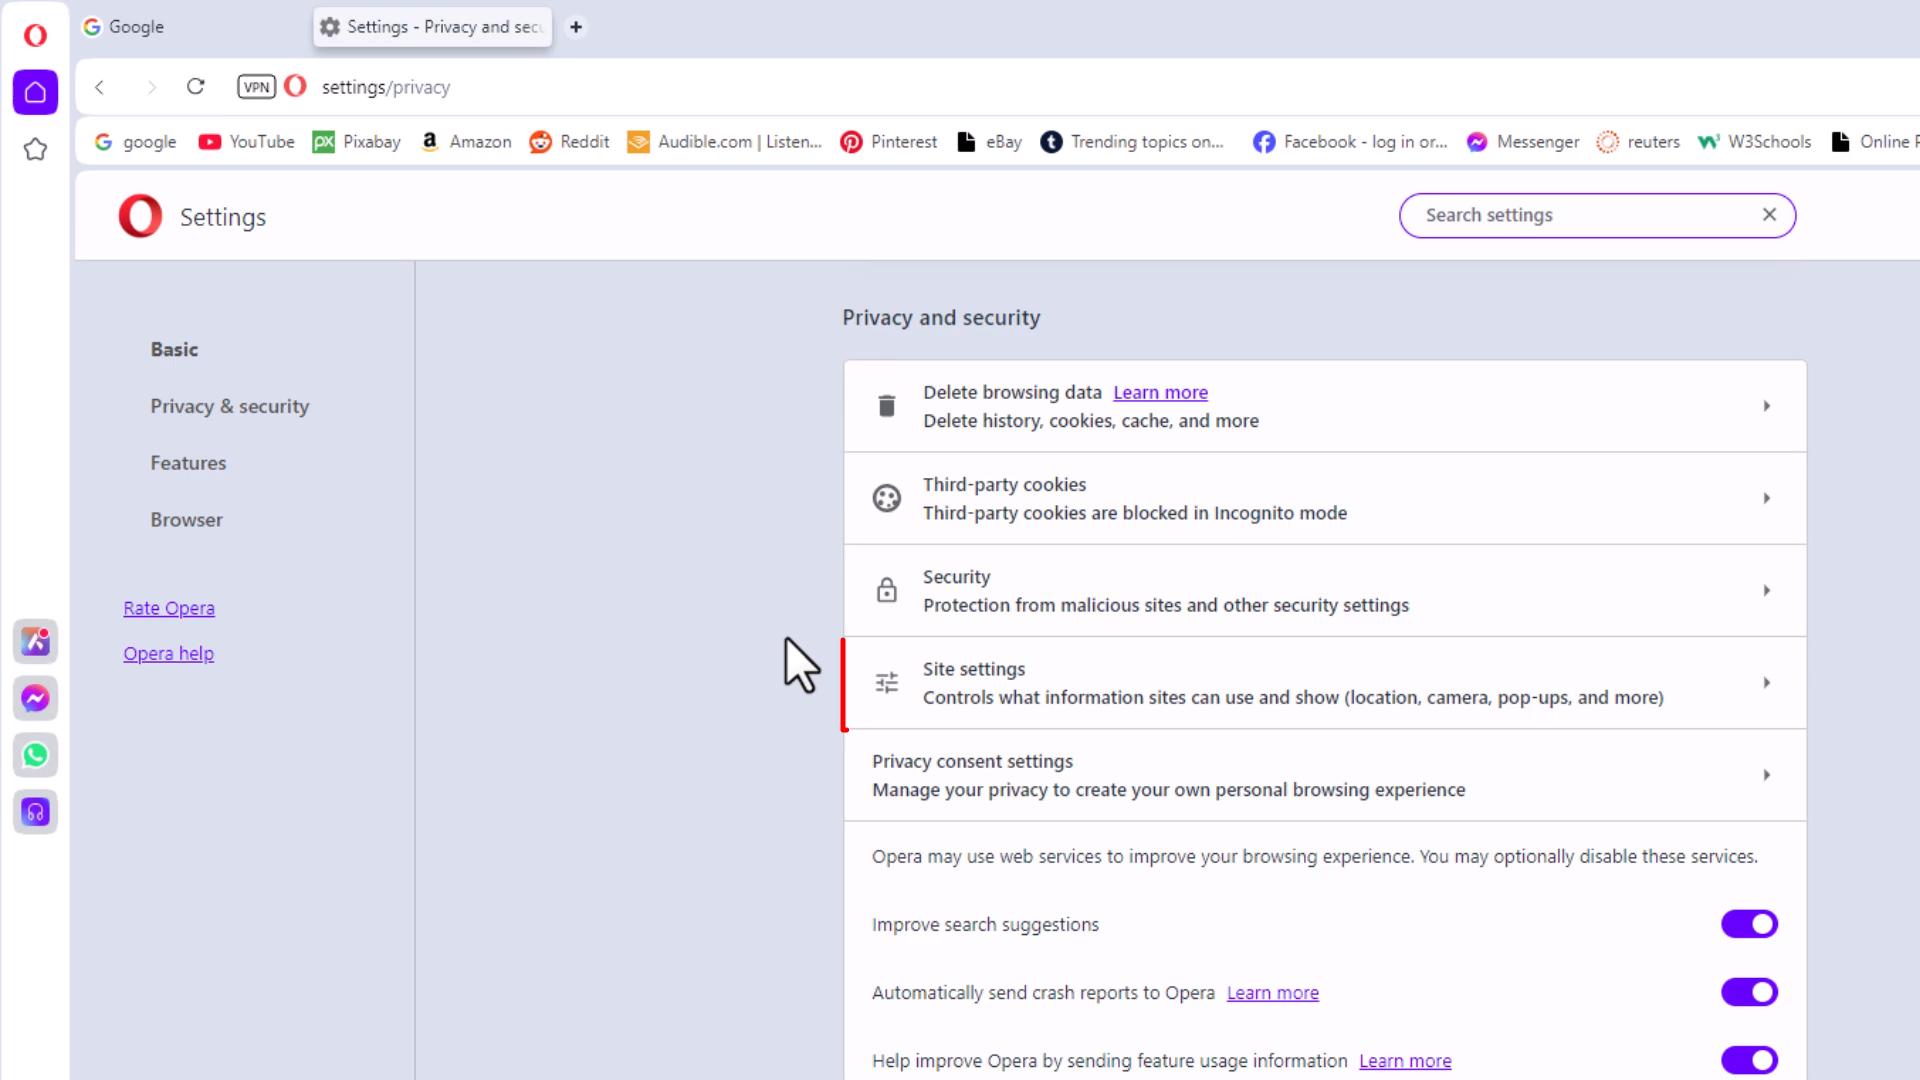 Google
Settings - Privacy and secu
VPN
settings/privacy
google
YouTube
px
Pixabay
a
Amazon
Reddit
Audible.com | Listen...
Pinterest
eBay
t
Trending topics on...
Facebook - log in or...
Messenger
reuters
W3Schools
Online
Settings
Search settings
Basic
Privacy & security
Features
Browser
Rate Opera
Opera help
Privacy and security
Delete browsing data Learn more
Delete history, cookies, cache, and more
Third-party cookies
Third-party cookies are blocked in Incognito mode
Security
Protection from malicious sites and other security settings
Site settings
Controls what information sites can use and show (location, camera, pop-ups, and more)
Privacy consent settings
Manage your privacy to create your own personal browsing experience
Opera may use web services to improve your browsing experience. You may optionally disable these services.
Improve search suggestions
Automatically send crash reports to Opera Learn more
Help improve Opera by sending feature usage information Learn more